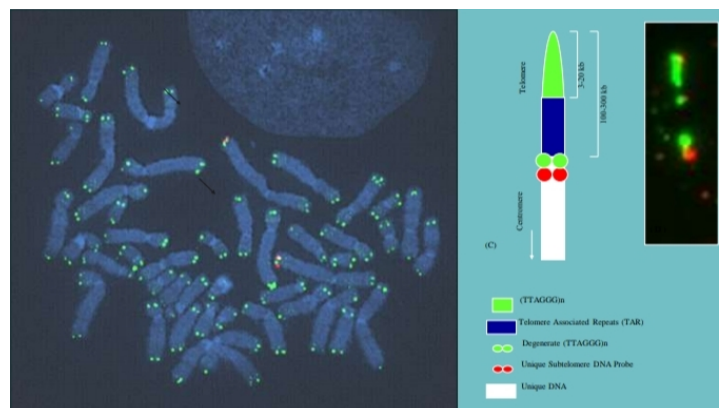 Telomere
3-20 kb
100-300 kb
Centromere
(TTAGGG)n
Telomere Associated Repeats (TAR)
Degenerate (TTAGGG)n
Unique Subtelomere DNA Probe
Unique DNA